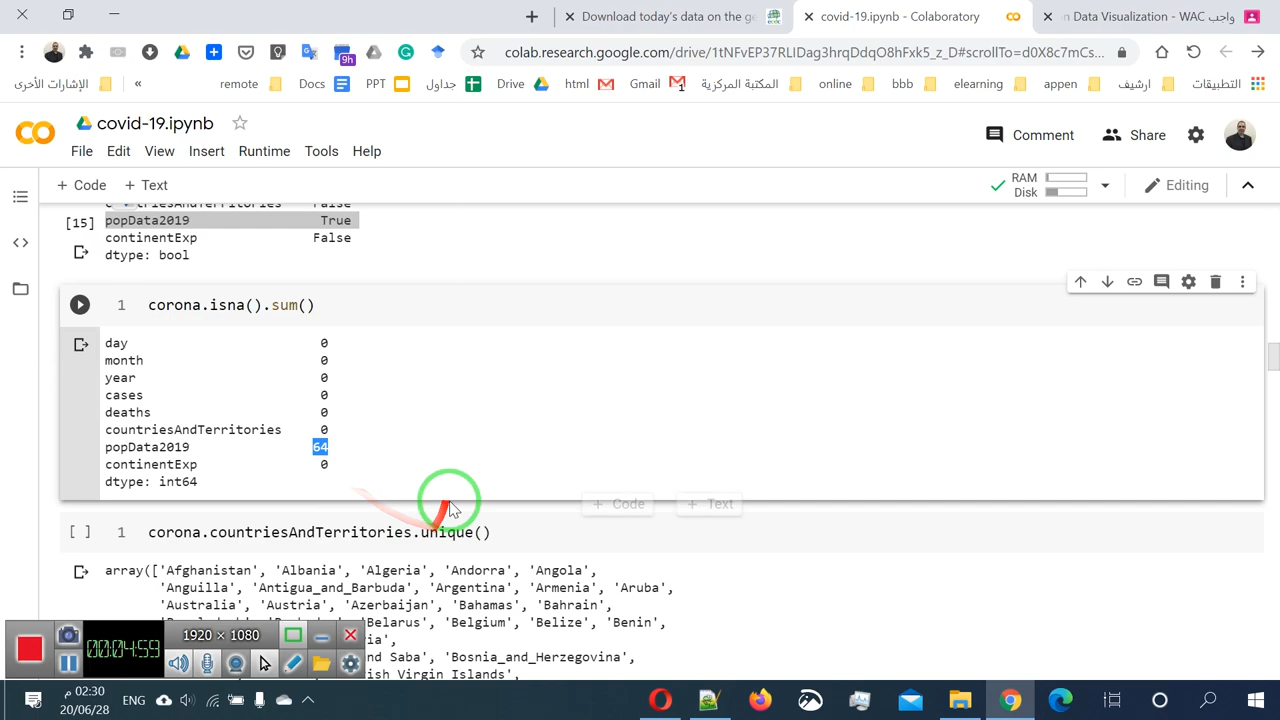 Download today's data on the ge
covid-19.ipynb - Colaboratory
in Data Visualization - WAC واجب
colab.research.google.com/drive/1tNFvEP37RLIDag3hrqDdqO8hFXk5_z_D#scrollTo=d0X8c7mCs...
9h
الإشارات الأخرى
«
remote
Docs
PPT
جداول
Drive
html
Gmail
المكتبة المركزية
online
bbb
elearning
appen
ارشيف
التطبيقات
covid-19.ipynb
Comment
Share
File Edit View Insert Runtime Tools Help
+ Code + Text
RAM
Disk
Editing
[15]
popData2019 True
continentExp False
dtype: bool
1 corona.isna().sum()
day 0
month 0
year 0
cases 0
deaths 0
countriesAndTerritories 0
popData2019 64
continentExp 0
dtype: int64
+ Code + Text
[ ] 1 corona.countriesAndTerritories.unique()
array(['Afghanistan', 'Albania', 'Algeria', 'Andorra', 'Angola',
'Anguilla', 'Antigua_and_Barbuda', 'Argentina', 'Armenia', 'Aruba',
'Australia', 'Austria', 'Azerbaijan', 'Bahamas', 'Bahrain',
'Belarus', 'Belgium', 'Belize', 'Benin',
nd Saba', 'Bosnia_and_Herzegovina',
1920 × 1080
00:04:59
02:30 م
20/06/28
ENG